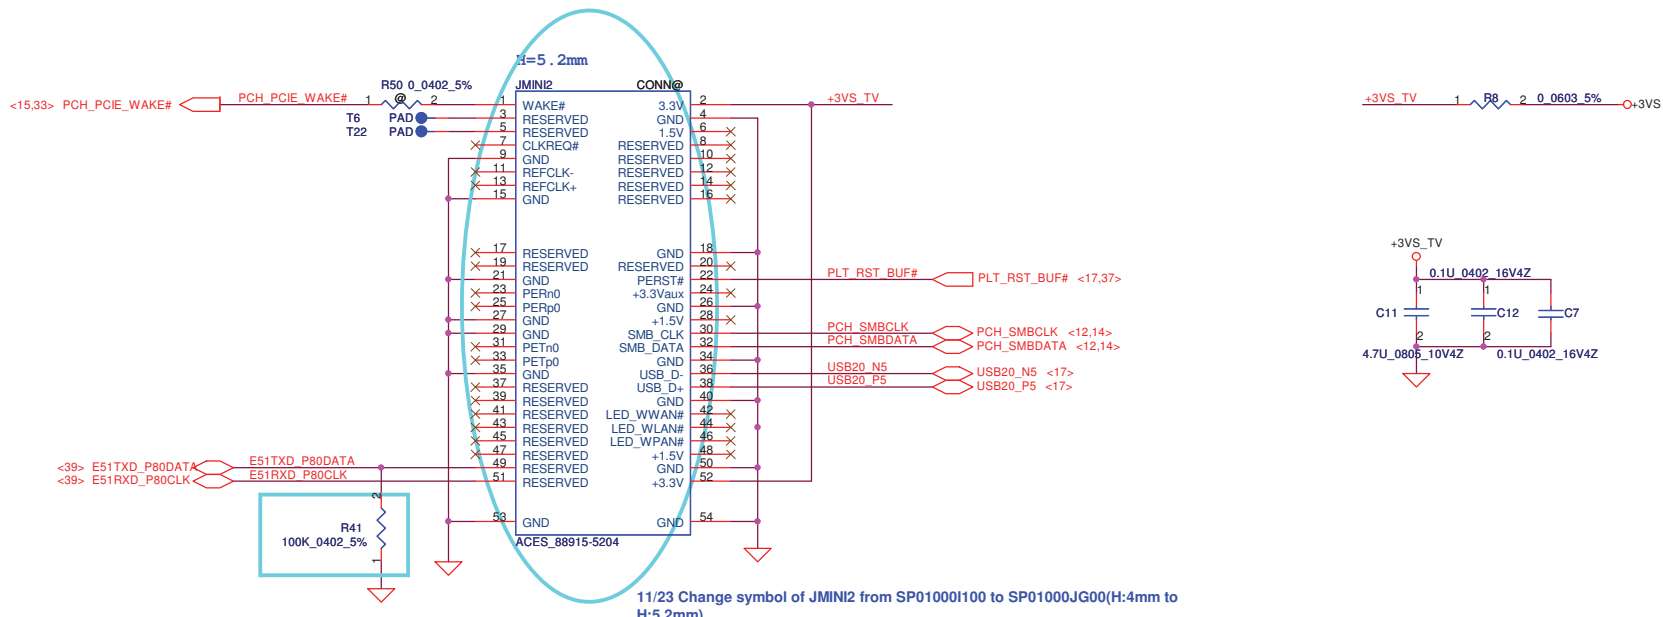 H=5.2mm
R50 0_0402_5%
JMINI2
CONN@
<15,33> PCH_PCIE_WAKE#
PCH_PCIE_WAKE#
1 @ 2
1 WAKE# 3.3V 2
+3VS_TV
T6 PAD
3 RESERVED GND 4
T22 PAD
5 RESERVED 1.5V 6
7 CLKREQ# RESERVED 8
9 GND RESERVED 10
11 REFCLK- RESERVED 12
13 REFCLK+ RESERVED 14
15 GND RESERVED 16
17 RESERVED GND 18
19 RESERVED RESERVED 20
21 GND PERST# 22
PLT_RST_BUF# PLT_RST_BUF# <17,37>
23 PERn0 +3.3Vaux 24
25 PERp0 GND 26
27 GND +1.5V 28
29 GND SMB_CLK 30
PCH_SMBCLK PCH_SMBCLK <12,14>
31 PETn0 SMB_DATA 32
PCH_SMBDATA PCH_SMBDATA <12,14>
33 PETp0 GND 34
35 GND USB_D- 36
USB20_N5 USB20_N5 <17>
37 RESERVED USB_D+ 38
USB20_P5 USB20_P5 <17>
39 RESERVED GND 40
41 RESERVED LED_WWAN# 42
43 RESERVED LED_WLAN# 44
45 RESERVED LED_WPAN# 46
47 RESERVED +1.5V 48
<39> E51TXD_P80DATA E51TXD_P80DATA
49 RESERVED GND 50
<39> E51RXD_P80CLK E51RXD_P80CLK
51 RESERVED +3.3V 52
53 GND GND 54
ACES_88915-5204
2
R41
100K_0402_5%
1
+3VS_TV 1 R8 2 0_0603_5% +3VS
+3VS_TV
0.1U_0402_16V4Z
1 1
C11 C12 C7
2 2
4.7U_0805_10V4Z 0.1U_0402_16V4Z
11/23 Change symbol of JMINI2 from SP01000I100 to SP01000JG00(H:4mm to
H:5.2mm)